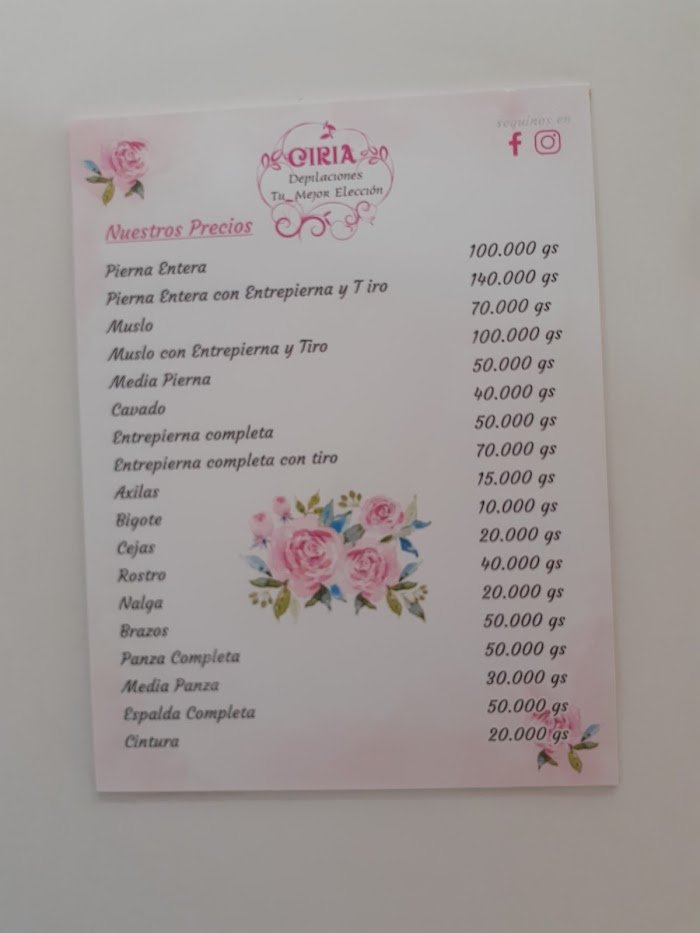 seguinos en
CIRIA
Depilaciones
Tu_Mejor Elección
Nuestros Precios
Pierna Entera 100.000 gs
Pierna Entera con Entrepierna y T iro 140.000 gs
Muslo 70.000 gs
Muslo con Entrepierna y Tiro 100.000 gs
Media Pierna 50.000 gs
Cavado 40.000 gs
Entrepierna completa 50.000 gs
Entrepierna completa con tiro 70.000 gs
Axilas 15.000 gs
Bigote 10.000 gs
Cejas 20.000 gs
Rostro 40.000 gs
Nalga 20.000 gs
Brazos 50.000 gs
Panza Completa 50.000 gs
Media Panza 30.000 gs
Espalda Completa 50.000 gs
Cintura 20.000 gs